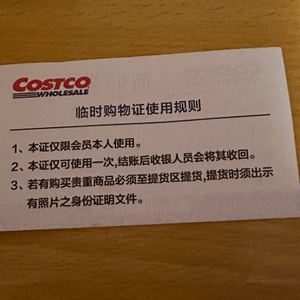 COSTCO
WHOLESALE
临时购物证使用规则
1、本证仅限会员本人使用。
2、本证仅可使用一次,结账后收银人员会将其收回。
3、若有购买贵重商品必须至提货区提货,提货时须出示
有照片之身份证明文件。